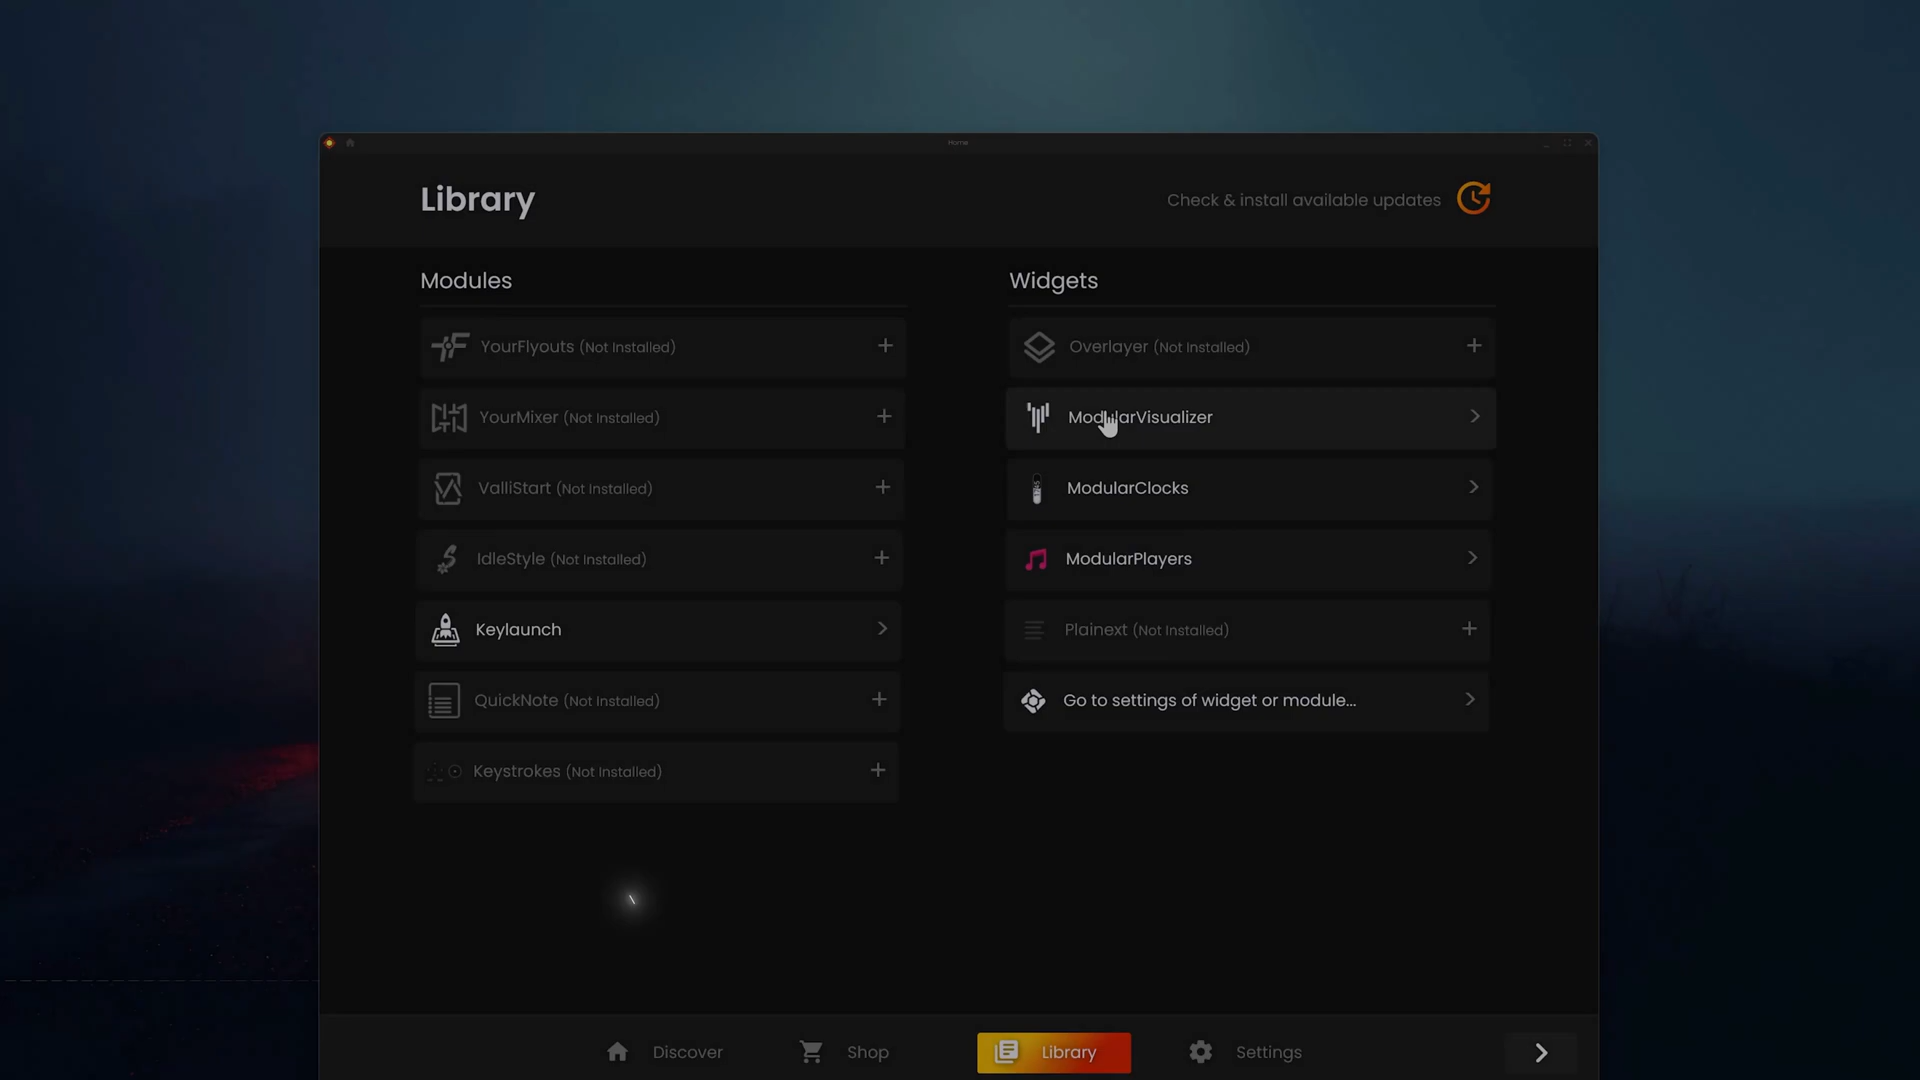 Home
Library
Check & install available updates
Modules
YourFlyouts (Not Installed)
YourMixer (Not Installed)
ValliStart (Not Installed)
IdleStyle (Not Installed)
Keylaunch
QuickNote (Not Installed)
Keystrokes (Not Installed)
Widgets
Overlayer (Not Installed)
ModularVisualizer
ModularClocks
ModularPlayers
Plainext (Not Installed)
Go to settings of widget or module...
Discover
Shop
Library
Settings